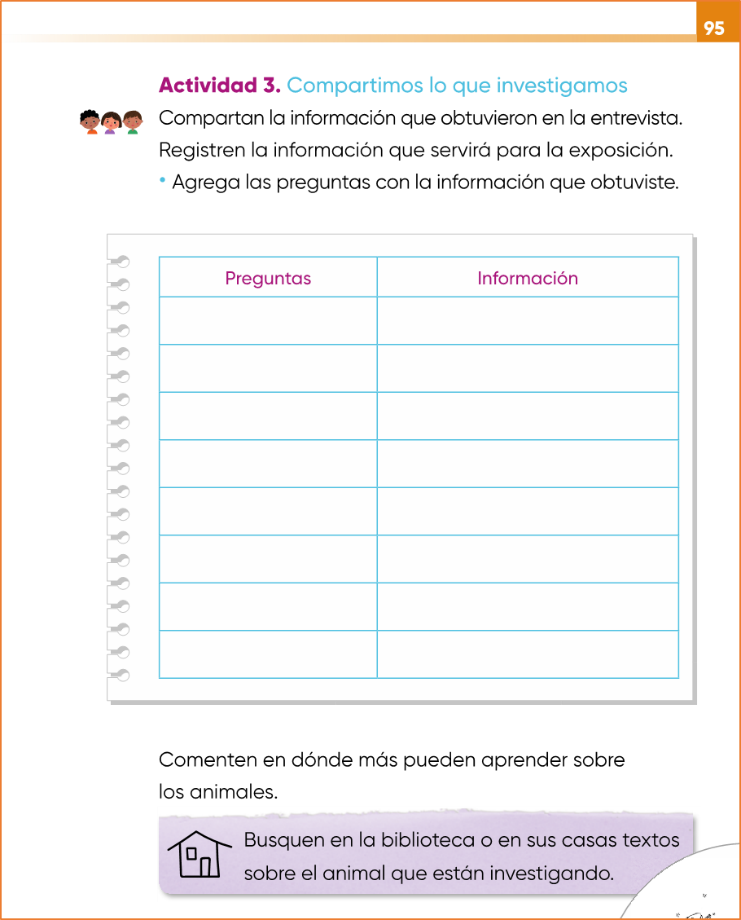 95
Actividad 3. Compartimos lo que investigamos
Compartan la información que obtuvieron en la entrevista.
Registren la información que servirá para la exposición.
• Agrega las preguntas con la información que obtuviste.
Preguntas Información
Comenten en dónde más pueden aprender sobre
los animales.
Busquen en la biblioteca o en sus casas textos
sobre el animal que están investigando.